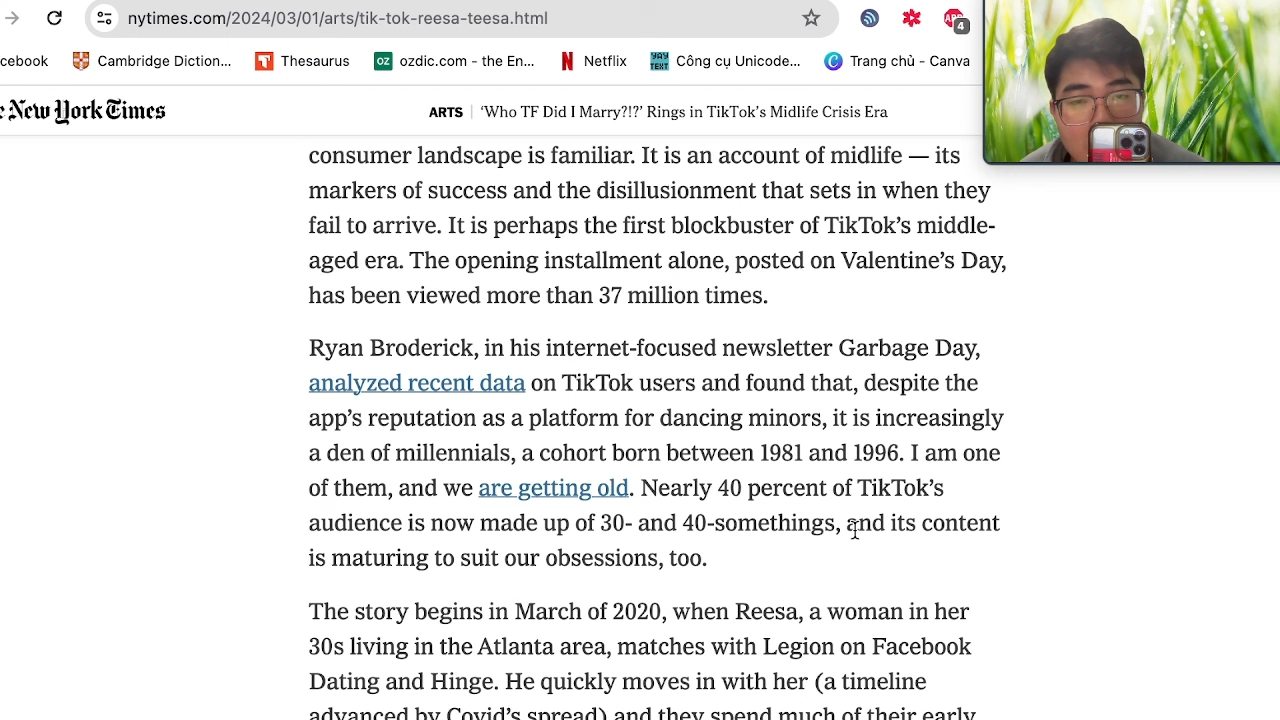 nytimes.com/2024/03/01/arts/tik-tok-reesa-teesa.html
4
cebook Cambridge Diction... Thesaurus OZ ozdic.com - the En... Netflix YAY TEXT Công cụ Unicode... Trang chủ - Canva
New York Times ARTS | ‘Who TF Did I Marry?!?’ Rings in TikTok’s Midlife Crisis Era
consumer landscape is familiar. It is an account of midlife — its
markers of success and the disillusionment that sets in when they
fail to arrive. It is perhaps the first blockbuster of TikTok’s middle-
aged era. The opening installment alone, posted on Valentine’s Day,
has been viewed more than 37 million times.
Ryan Broderick, in his internet-focused newsletter Garbage Day,
analyzed recent data on TikTok users and found that, despite the
app’s reputation as a platform for dancing minors, it is increasingly
a den of millennials, a cohort born between 1981 and 1996. I am one
of them, and we are getting old. Nearly 40 percent of TikTok’s
audience is now made up of 30- and 40-somethings, and its content
is maturing to suit our obsessions, too.
The story begins in March of 2020, when Reesa, a woman in her
30s living in the Atlanta area, matches with Legion on Facebook
Dating and Hinge. He quickly moves in with her (a timeline
advanced by Covid’s spread) and they spend much of their early